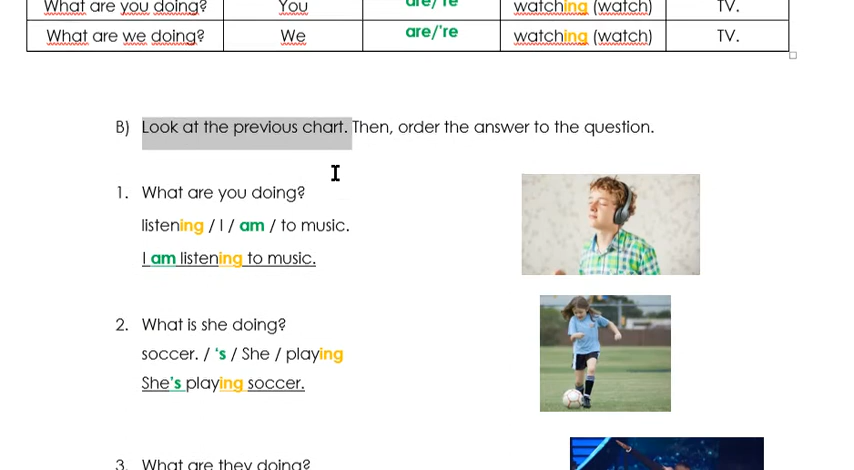 What are you doing? You are/'re watching (watch) TV.
What are we doing? We are/'re watching (watch) TV.
B) Look at the previous chart. Then, order the answer to the question.
1. What are you doing?
listening / I / am / to music.
I am listening to music.
2. What is she doing?
soccer. / 's / She / playing
She's playing soccer.
3. What are they doing?